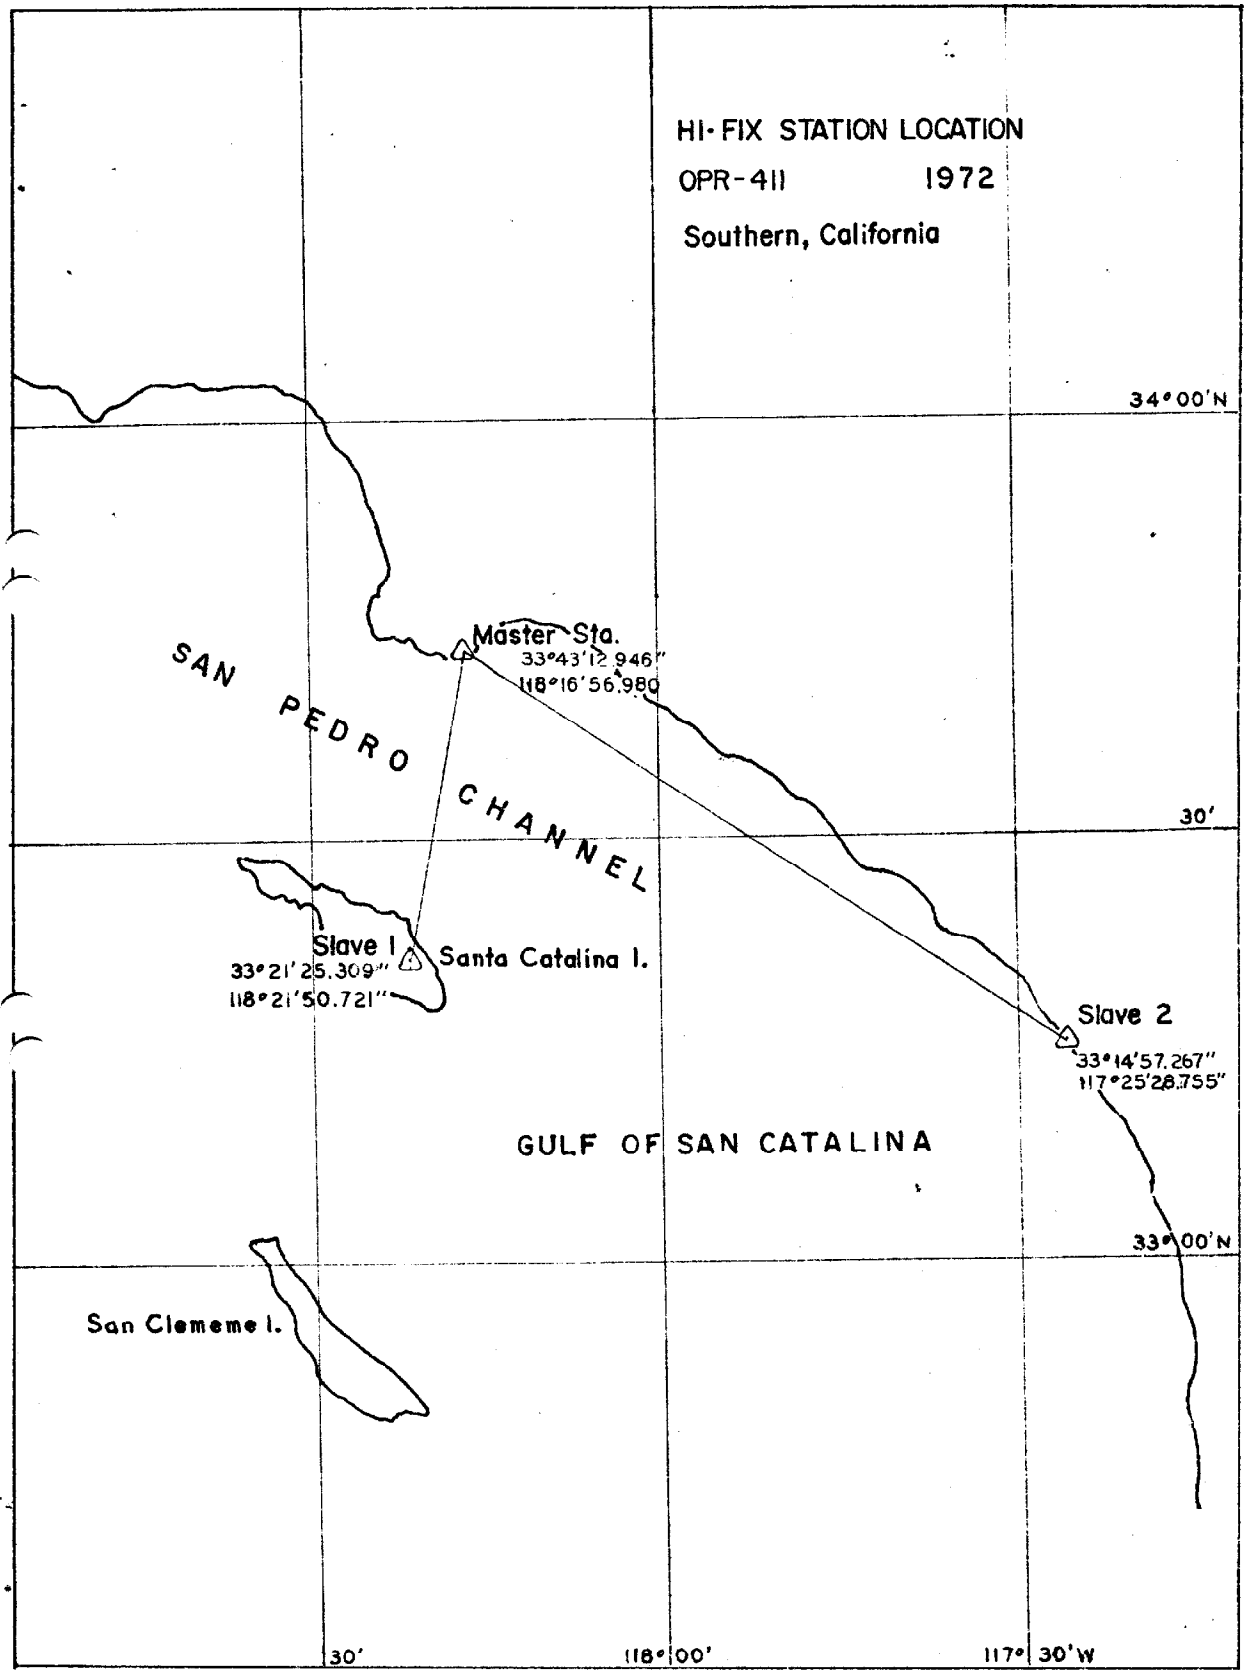 HI-FIX STATION LOCATION
OPR-411 1972
Southern, California
34°00'N
Master Sta.
33°43'12.946"
118°16'56.980
SAN PEDRO CHANNEL
30'
Slave 1
33°21'25.309"
118°21'50.721"
Santa Catalina I.
Slave 2
33°14'57.267"
117°25'28.755"
GULF OF SAN CATALINA
33°00'N
San Clememe I.
30'
118°00'
117°30'W